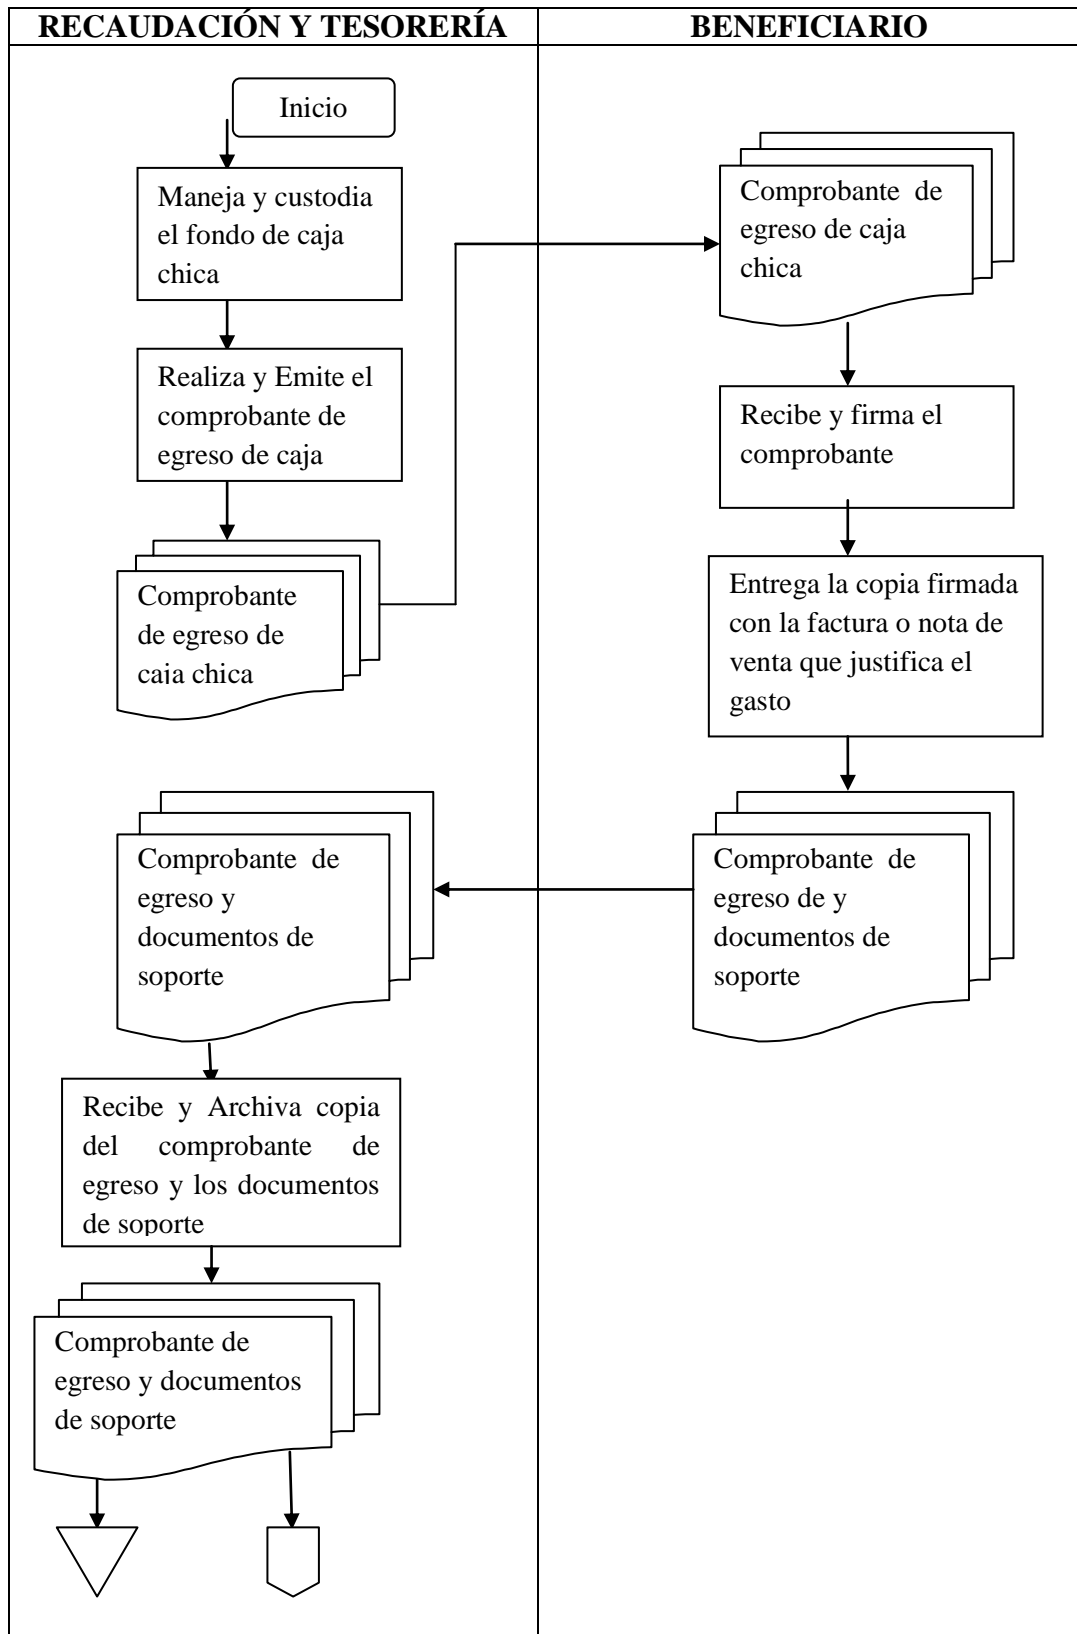 RECAUDACIÓN Y TESORERÍA
BENEFICIARIO
Inicio
Maneja y custodia
el fondo de caja
chica
Realiza y Emite el
comprobante de
egreso de caja
Comprobante
de egreso de
caja chica
Comprobante de
egreso de caja
chica
Recibe y firma el
comprobante
Entrega la copia firmada
con la factura o nota de
venta que justifica el
gasto
Comprobante de
egreso de y
documentos de
soporte
Comprobante de
egreso y
documentos de
soporte
Recibe y Archiva copia
del comprobante de
egreso y los documentos
de soporte
Comprobante de
egreso y documentos
de soporte